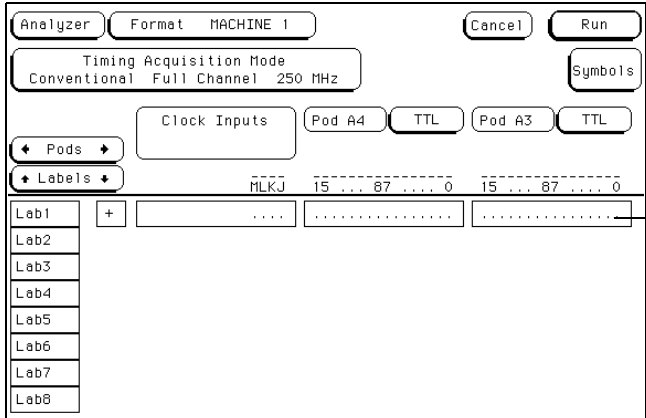 Analyzer Format MACHINE 1 Cancel Run
Timing Acquisition Mode
Conventional Full Channel 250 MHz
Symbols
Clock Inputs Pod A4 TTL Pod A3 TTL
← Pods →
↑ Labels ↓
MLKJ 15 ... 87 .... 0 15 ... 87 .... 0
Lab1 + .... ................ ................
Lab2
Lab3
Lab4
Lab5
Lab6
Lab7
Lab8